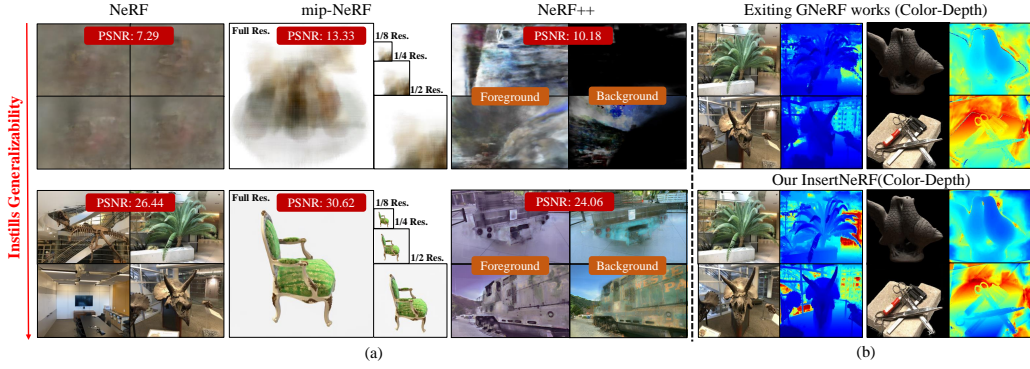 NeRF
mip-NeRF
NeRF++
Exiting GNeRF works (Color-Depth)
PSNR: 7.29
Full Res.
PSNR: 13.33
1/8 Res.
1/4 Res.
1/2 Res.
PSNR: 10.18
Foreground
Background
Instills Generalizability
Our InsertNeRF(Color-Depth)
PSNR: 26.44
Full Res.
PSNR: 30.62
1/8 Res.
1/4 Res.
1/2 Res.
PSNR: 24.06
Foreground
Background
(a)
(b)